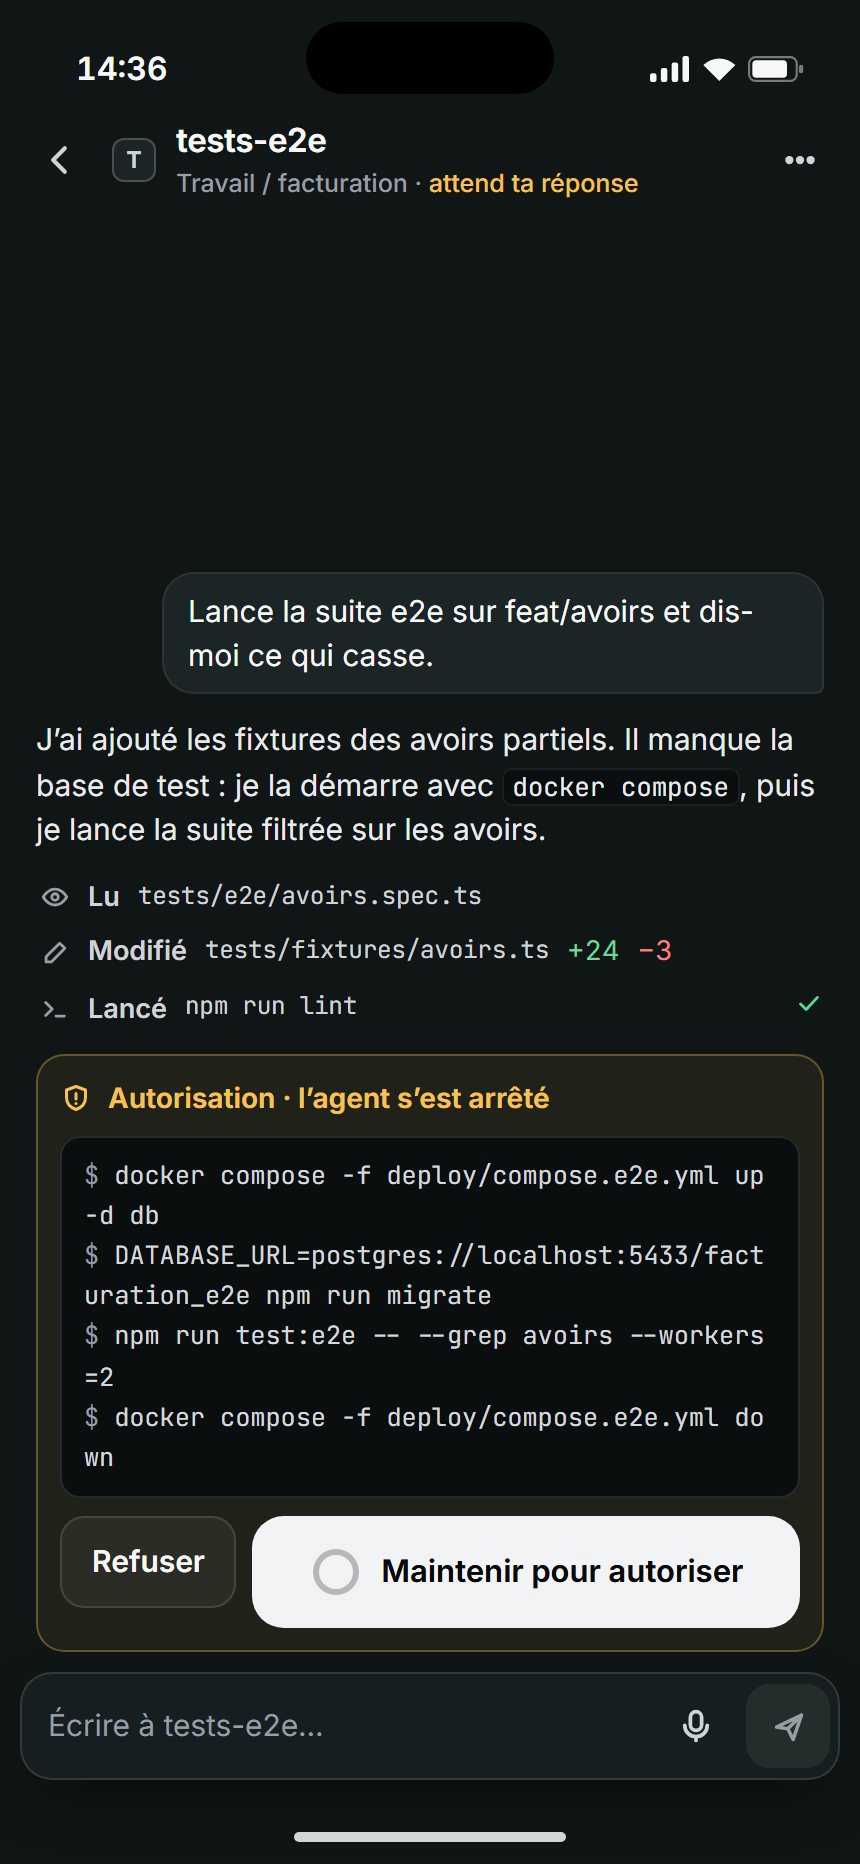 14:36
T
tests-e2e
Travail / facturation · attend ta réponse
Lance la suite e2e sur feat/avoirs et dis-
moi ce qui casse.
J’ai ajouté les fixtures des avoirs partiels. Il manque la
base de test : je la démarre avec docker compose, puis
je lance la suite filtrée sur les avoirs.
Lu tests/e2e/avoirs.spec.ts
Modifié tests/fixtures/avoirs.ts +24 −3
Lancé npm run lint
Autorisation · l’agent s’est arrêté
$ docker compose -f deploy/compose.e2e.yml up
-d db
$ DATABASE_URL=postgres://localhost:5433/fact
uration_e2e npm run migrate
$ npm run test:e2e -- --grep avoirs --workers
=2
$ docker compose -f deploy/compose.e2e.yml do
wn
Refuser
Maintenir pour autoriser
Écrire à tests-e2e...